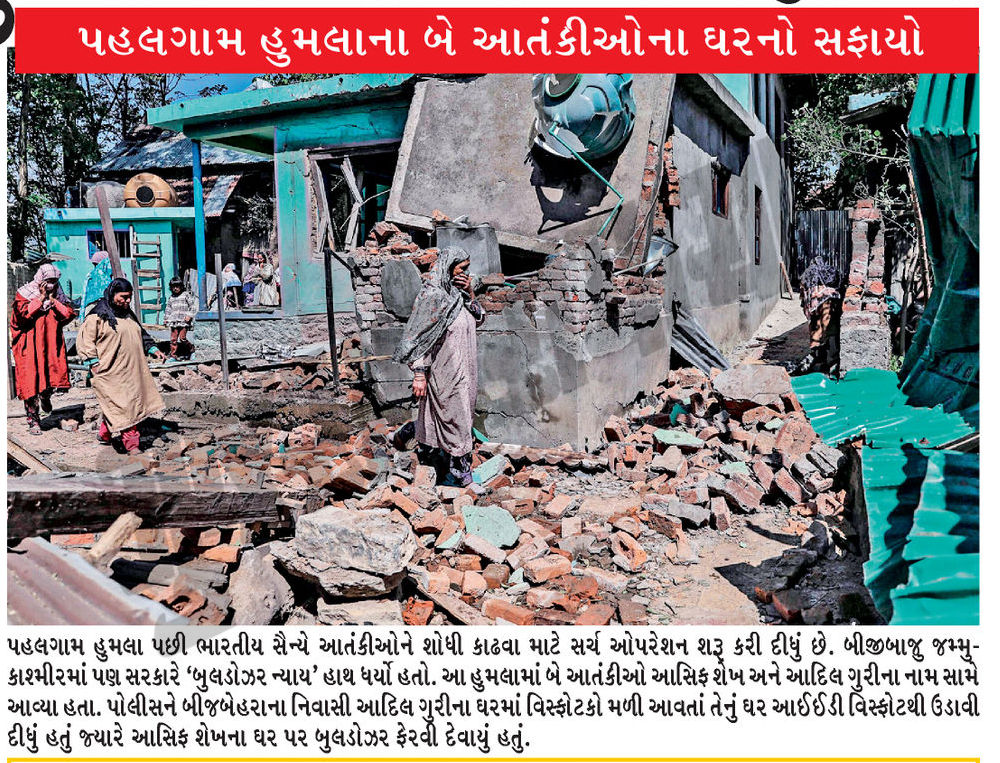 પહલગામ હુમલાના બે આતંકીઓના ઘરનો સફાયો
પહલગામ હુમલા પછી ભારતીય સૈન્યે આતંકીઓને શોધી કાઢવા માટે સર્ચ ઓપરેશન શરૂ કરી દીધું છે. બીજીબાજુ જમ્મુ-
કાશ્મીરમાં પણ સરકારે ‘બુલડોઝર ન્યાય’ હાથ ધર્યો હતો. આ હુમલામાં બે આતંકીઓ આસિફ શેખ અને આદિલ ગુરીના નામ સામે
આવ્યા હતા. પોલીસને બીજબેહરાના નિવાસી આદિલ ગુરીના ઘરમાં વિસ્ફોટકો મળી આવતાં તેનું ઘર આઈઈડી વિસ્ફોટથી ઉડાવી
દીધું હતું જ્યારે આસિફ શેખના ઘર પર બુલડોઝર ફેરવી દેવાયું હતું.